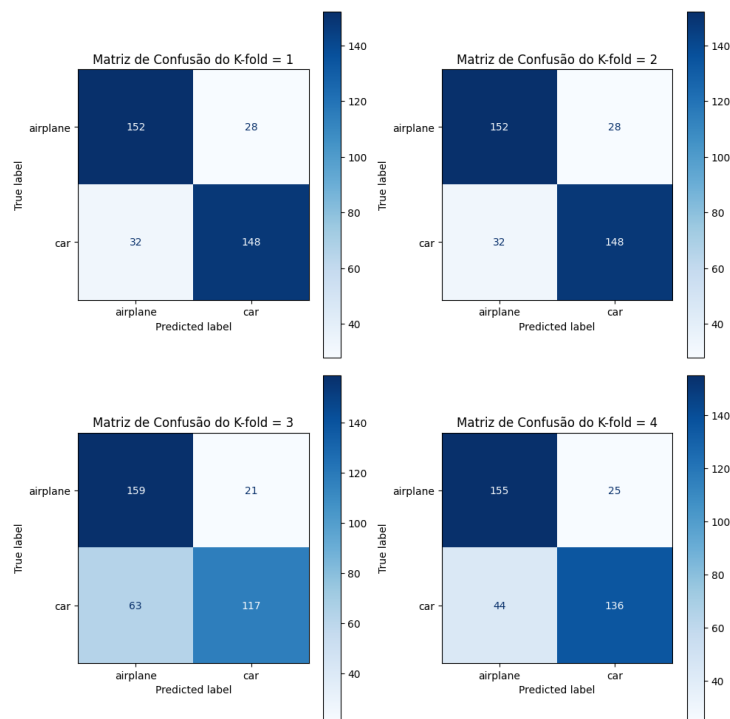 Matriz de Confusão do K-fold = 1
True label
airplane
car
152
28
32
148
airplane
car
Predicted label
140
120
100
80
60
40
Matriz de Confusão do K-fold = 2
True label
airplane
car
152
28
32
148
airplane
car
Predicted label
140
120
100
80
60
40
Matriz de Confusão do K-fold = 3
True label
airplane
car
159
21
63
117
airplane
car
Predicted label
140
120
100
80
60
40
Matriz de Confusão do K-fold = 4
True label
airplane
car
155
25
44
136
airplane
car
Predicted label
140
120
100
80
60
40